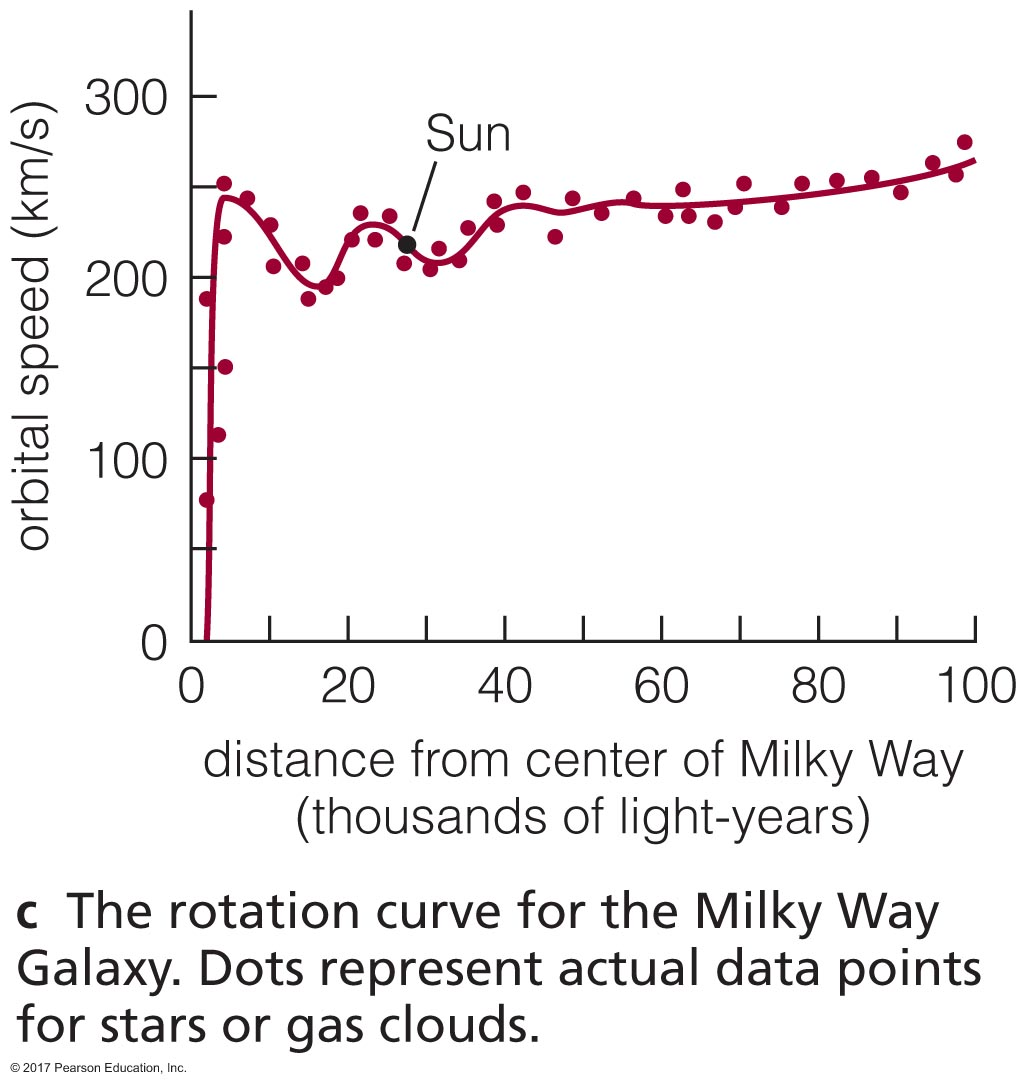 300
Sun
200
100
0
orbital speed (km/s)
0 20 40 60 80 100
distance from center of Milky Way
(thousands of light-years)
c The rotation curve for the Milky Way
Galaxy. Dots represent actual data points
for stars or gas clouds.
© 2017 Pearson Education, Inc.